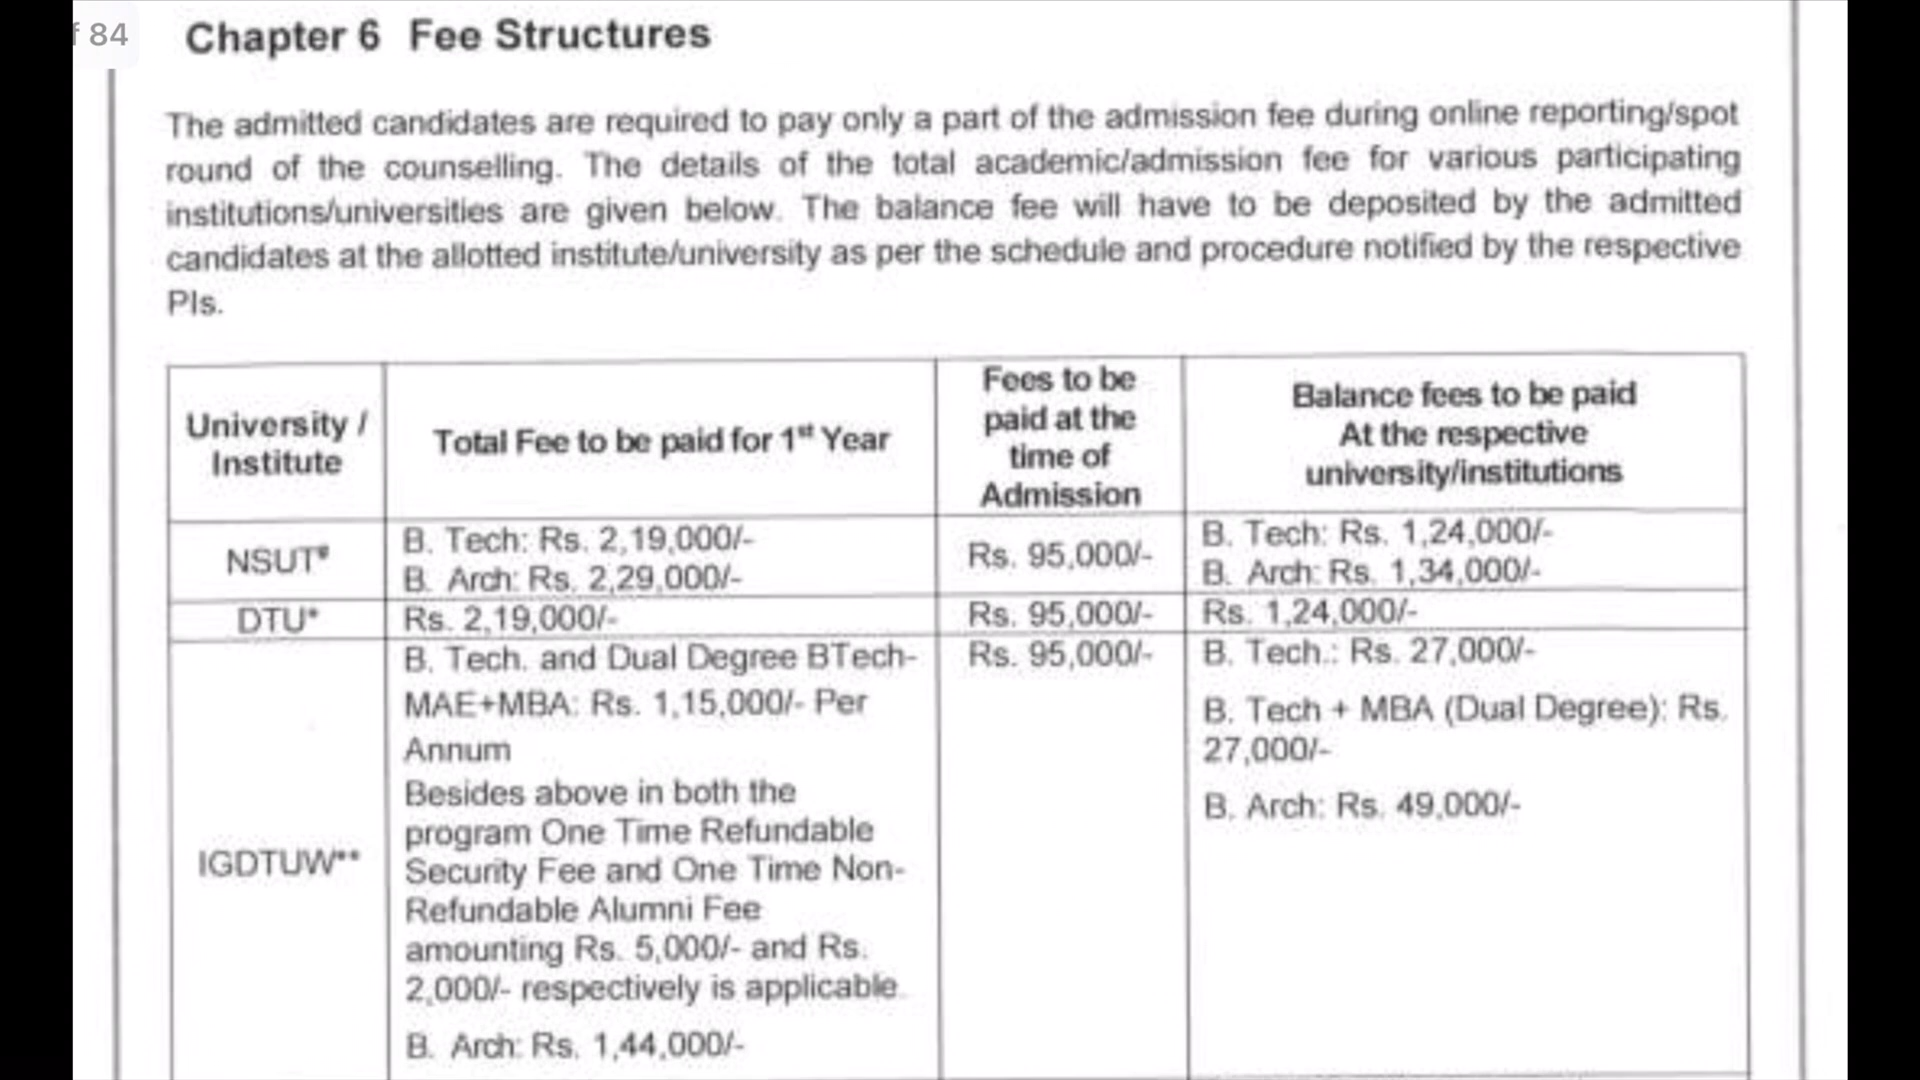 f 84
Chapter 6 Fee Structures
The admitted candidates are required to pay only a part of the admission fee during online reporting/spot
round of the counselling. The details of the total academic/admission fee for various participating
institutions/universities are given below. The balance fee will have to be deposited by the admitted
candidates at the allotted institute/university as per the schedule and procedure notified by the respective
PIs.
University /
Institute
Total Fee to be paid for 1st Year
Fees to be
paid at the
time of
Admission
Balance fees to be paid
At the respective
university/institutions
NSUT#
B. Tech: Rs. 2,19,000/-
B. Arch: Rs. 2,29,000/-
Rs. 95,000/-
B. Tech: Rs. 1,24,000/-
B. Arch: Rs. 1,34,000/-
DTU*
Rs. 2,19,000/-
Rs. 95,000/-
Rs. 1,24,000/-
IGDTUW**
B. Tech. and Dual Degree BTech-
MAE+MBA: Rs. 1,15,000/- Per
Annum
Besides above in both the
program One Time Refundable
Security Fee and One Time Non-
Refundable Alumni Fee
amounting Rs. 5,000/- and Rs.
2,000/- respectively is applicable.
B. Arch: Rs. 1,44,000/-
Rs. 95,000/-
B. Tech.: Rs. 27,000/-
B. Tech + MBA (Dual Degree): Rs.
27,000/-
B. Arch: Rs. 49,000/-